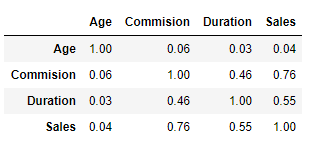 Age Commision Duration Sales
Age 1.00 0.06 0.03 0.04
Commision 0.06 1.00 0.46 0.76
Duration 0.03 0.46 1.00 0.55
Sales 0.04 0.76 0.55 1.00